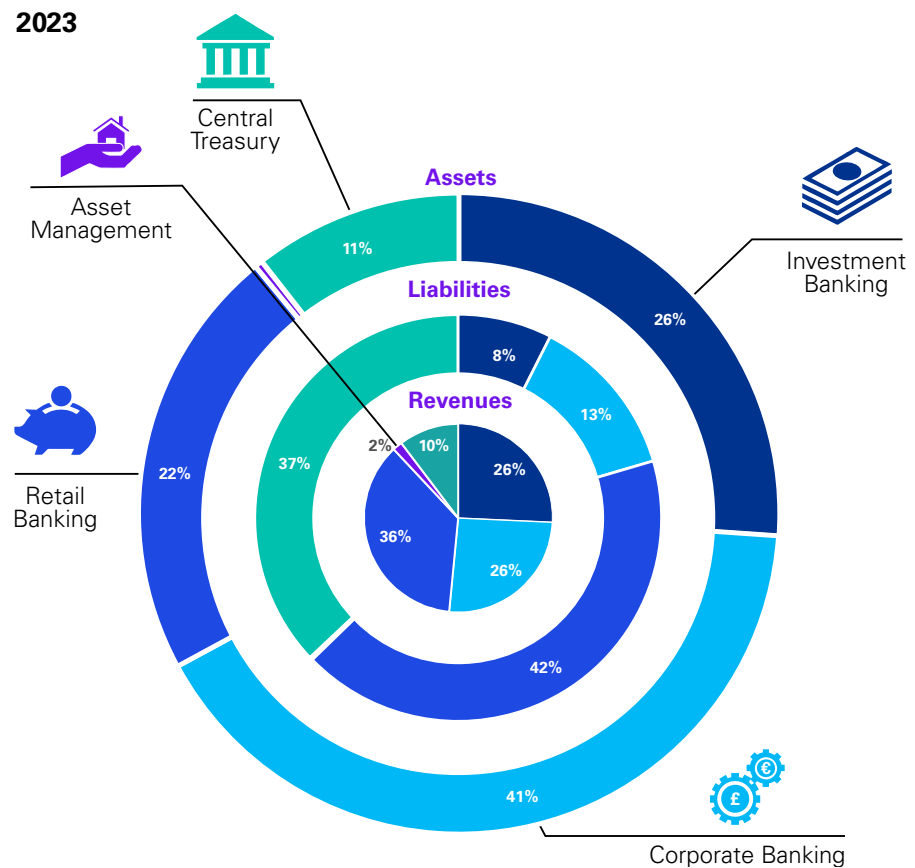 2023
Central
Treasury
Asset
Management
Assets
Investment
Banking
11%
26%
Liabilities
8%
13%
Revenues
2%
10%
26%
37%
22%
Retail
Banking
36%
26%
42%
41%
£
€
Corporate Banking